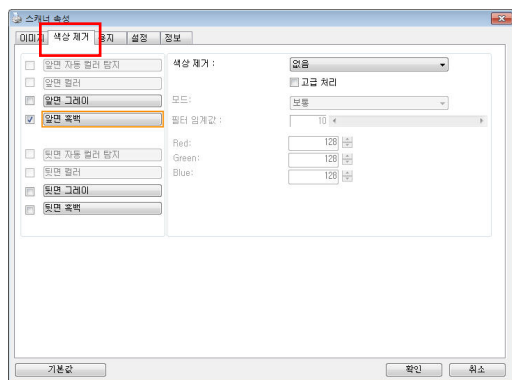 스캐너 속성
이미지 색상 제거 용지 설정 정보
앞면 자동 컬러 탐지
앞면 컬러
앞면 그레이
앞면 흑백
뒷면 자동 컬러 탐지
뒷면 컬러
뒷면 그레이
뒷면 흑백
색상 제거 : 없음
고급 처리
모드: 보통
필터 임계값 : 10
Red: 128
Green: 128
Blue: 128
기본값 확인 취소